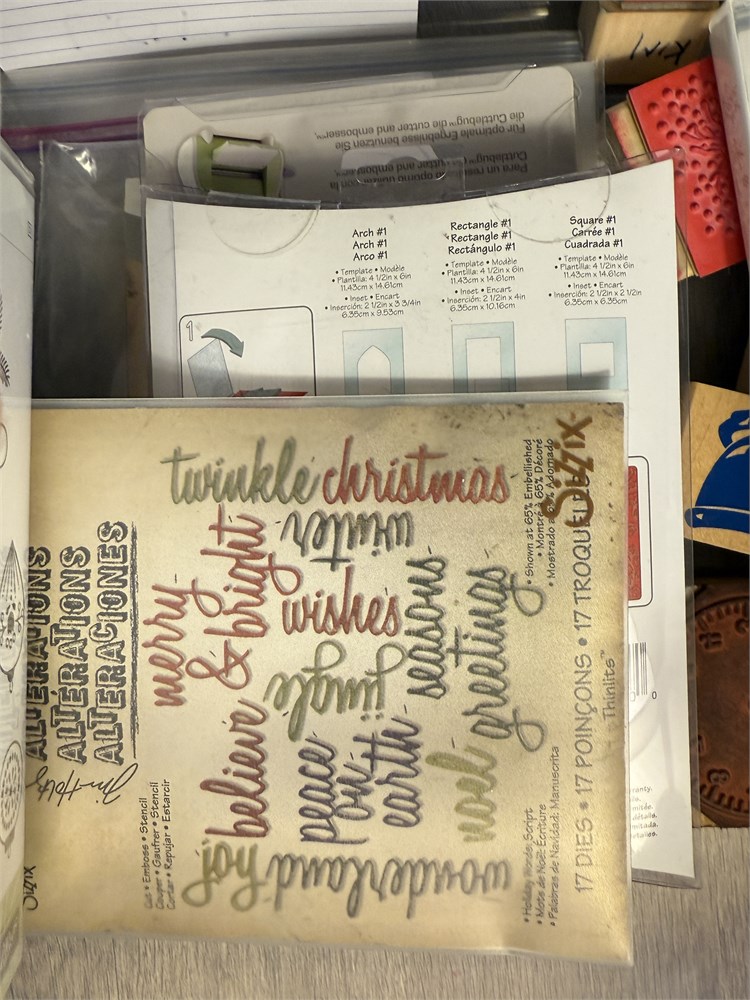 Für optimale Ergebnisse benutzen Sie
die Cuttlebug™ die cutter and embosser™
Arch #1
Arch #1
Arco #1
• Template • Modèle
• Plantilla: 4 1/2in x 6in
11.43cm x 14.61cm
• Inset • Encart
• Inserción: 2 1/2in x 3 3/4in
6.35cm x 9.53cm
Rectangle #1
Rectangle #1
Rectángulo #1
• Template • Modèle
• Plantilla: 4 1/2in x 6in
11.43cm x 14.61cm
• Inset • Encart
Inserción: 2 1/2in x 4in
6.35cm x 10.16cm
Square #1
Carrée #1
Cuadrada #1
• Template • Modèle
• Plantilla: 4 1/2in x 6in
11.43cm x 14.61cm
• Inset • Encart
Inserción: 2 1/2in x 2 1/2in
6.35cm x 6.35cm
1
Sizzix
ALTERATIONS
ALTÉRATIONS
ALTERACIONES
Tim Holtz
Cut • Emboss • Stencil
Couper • Gaufrer • Stencil
Cortar • Repujar • Estarcir
twinkle
christmas
winter
merry
& bright
wishes
seasons
greetings
jingle
believe
peace
on
earth
noel
joy
wonderland
• Shown at 65% Embellished
• Montré à 65% Décoré
• Mostrado a 65% Adornado
Sizzix
• Holiday Words: Script
• Mots de Noël: Écriture
• Palabras de Navidad: Manuscrita
17 DIES • 17 POINÇONS • 17 TROQUELES
Thinlits™